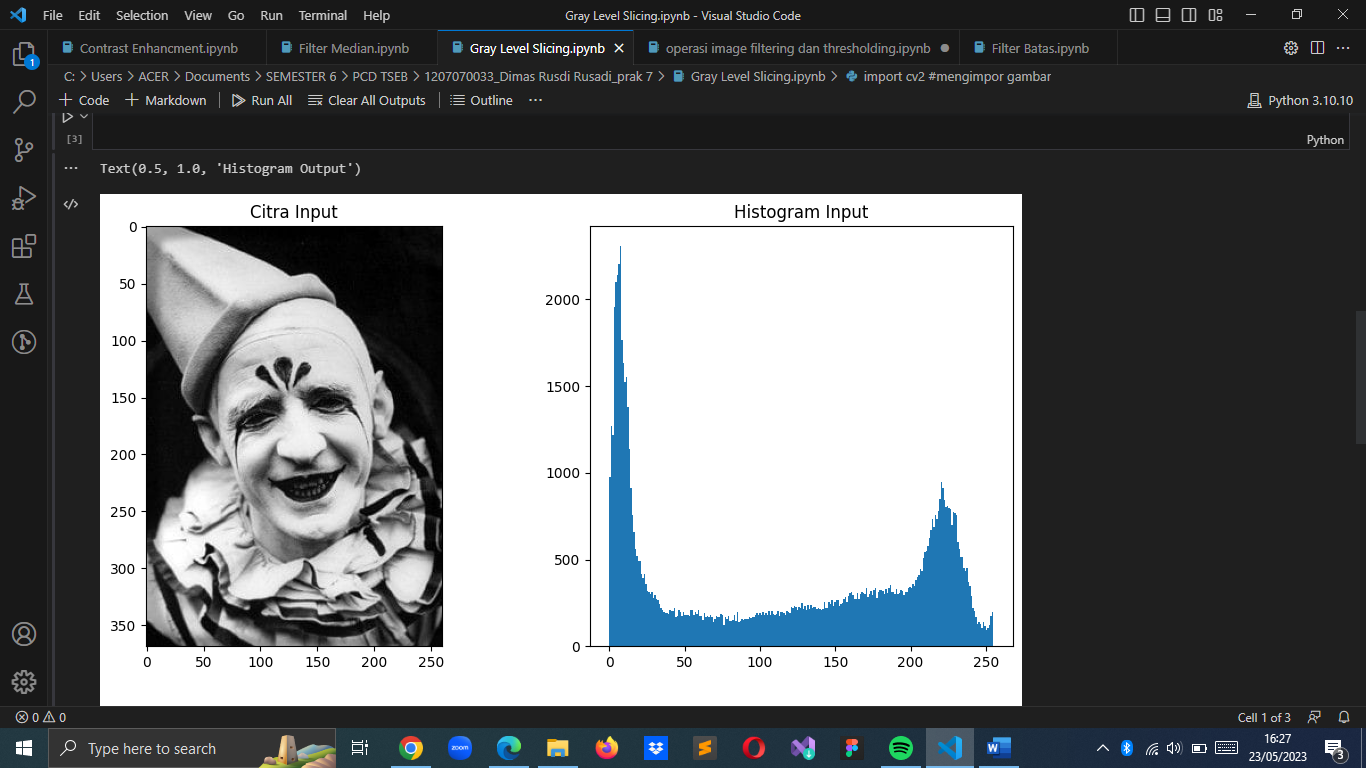 File Edit Selection View Go Run Terminal Help Gray Level Slicing.ipynb - Visual Studio Code
Contrast Enhancment.ipynb Filter Median.ipynb Gray Level Slicing.ipynb operasi image filtering dan thresholding.ipynb Filter Batas.ipynb
C: > Users > ACER > Documents > SEMESTER 6 > PCD TSEB > 1207070033_Dimas Rusdi Rusadi_prak 7 > Gray Level Slicing.ipynb > import cv2 #mengimpor gambar
+ Code + Markdown Run All Clear All Outputs Outline ... Python 3.10.10
[3] Python
... Text(0.5, 1.0, 'Histogram Output')
Citra Input Histogram Input
0
50
100
150
200
250
300
350
0 50 100 150 200 250
2000
1500
1000
500
0
0 50 100 150 200 250
1
0 0 Cell 1 of 3
Type here to search zoom 16:27
23/05/2023 3